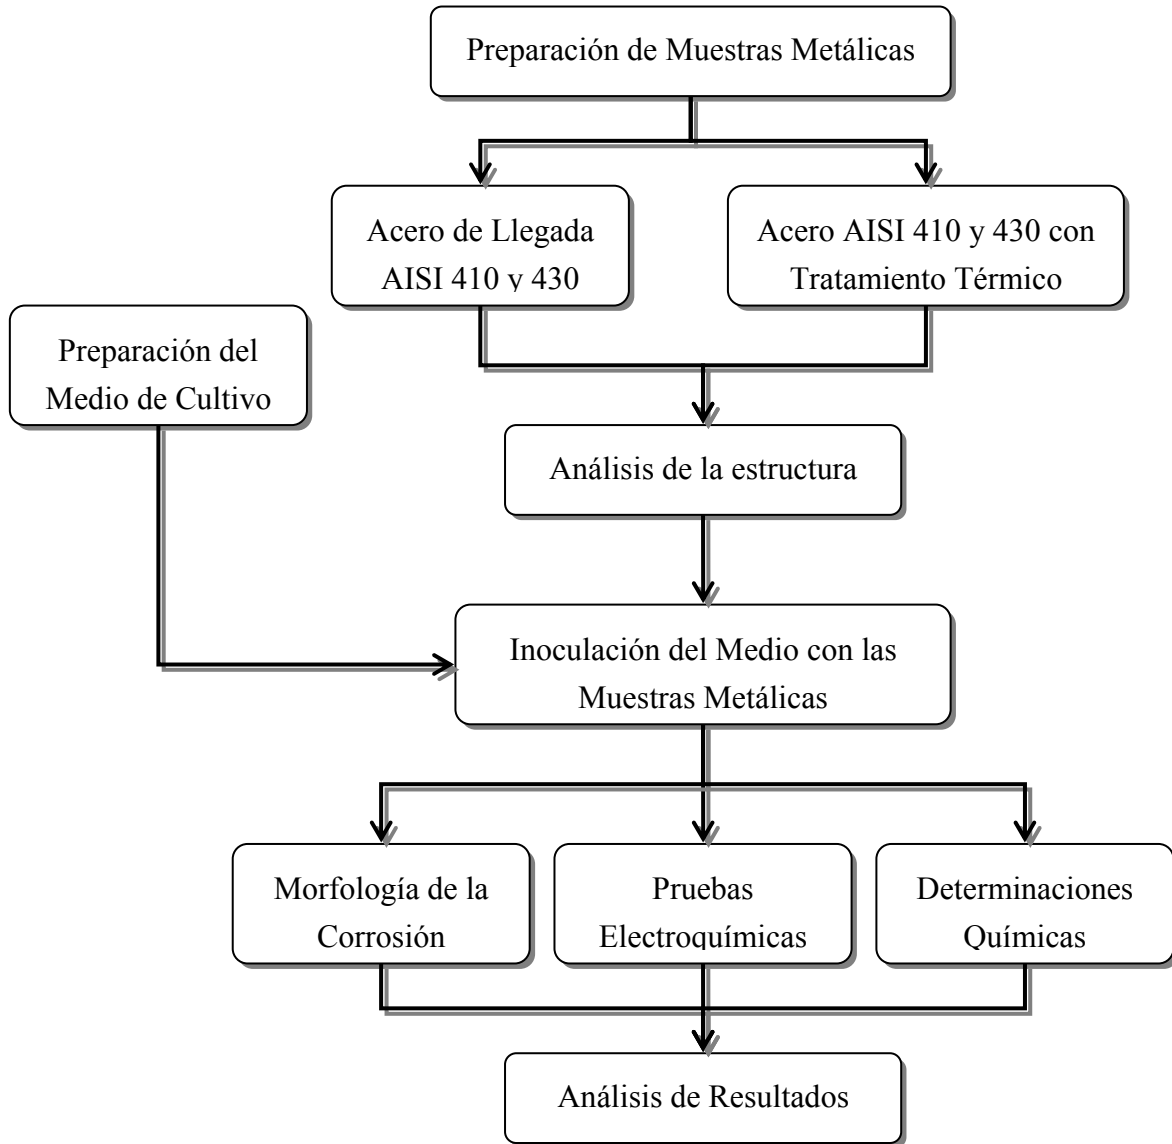 Preparación de Muestras Metálicas
Acero de Llegada
AISI 410 y 430
Acero AISI 410 y 430 con
Tratamiento Térmico
Preparación del
Medio de Cultivo
Análisis de la estructura
Inoculación del Medio con las
Muestras Metálicas
Morfología de la
Corrosión
Pruebas
Electroquímicas
Determinaciones
Químicas
Análisis de Resultados